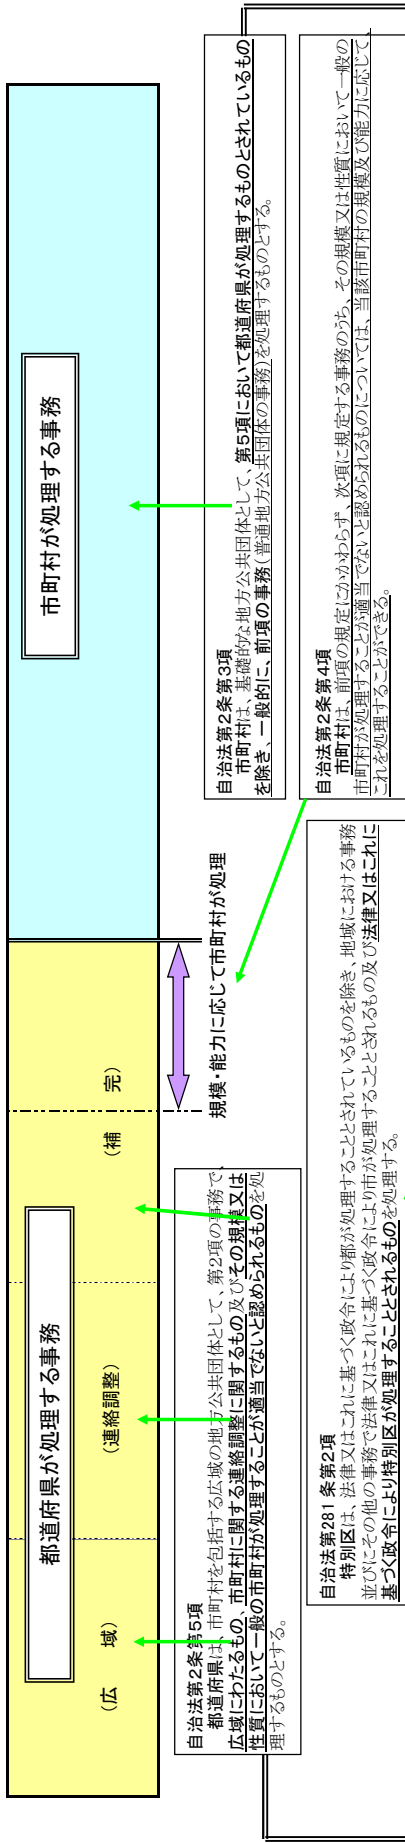 都道府県が処理する事務
市町村が処理する事務
（広　　域）
（連絡調整）
（補　　完）
規模・能力に応じて市町村が処理
自治法第2条第5項
都道府県は、市町村を包括する広域の地方公共団体として、第2項の事務で、
広域にわたるもの、市町村に関する連絡調整に関するもの及びその規模又は
性質において一般の市町村が処理することが適当でないと認められるものを処
理するものとする。
自治法第2条第3項
市町村は、基礎的な地方公共団体として、第5項において都道府県が処理するものとされているもの
を除き、一般的に、前項の事務（普通地方公共団体の事務）を処理するものとする。
自治法第2条第4項
市町村は、前項の規定にかかわらず、次項に規定する事務のうち、その規模又は性質において一般の
市町村が処理することが適当でないと認められるものについては、当該市町村の規模及び能力に応じて、
これを処理することができる。
自治法第281条第2項
特別区は、法律又はこれに基づく政令により都が処理することとされているものを除き、地域における事務
並びにその他の事務で法律又はこれに基づく政令により市が処理することとされるもの及び法律又はこれに
基づく政令により特別区が処理することとされるものを処理する。